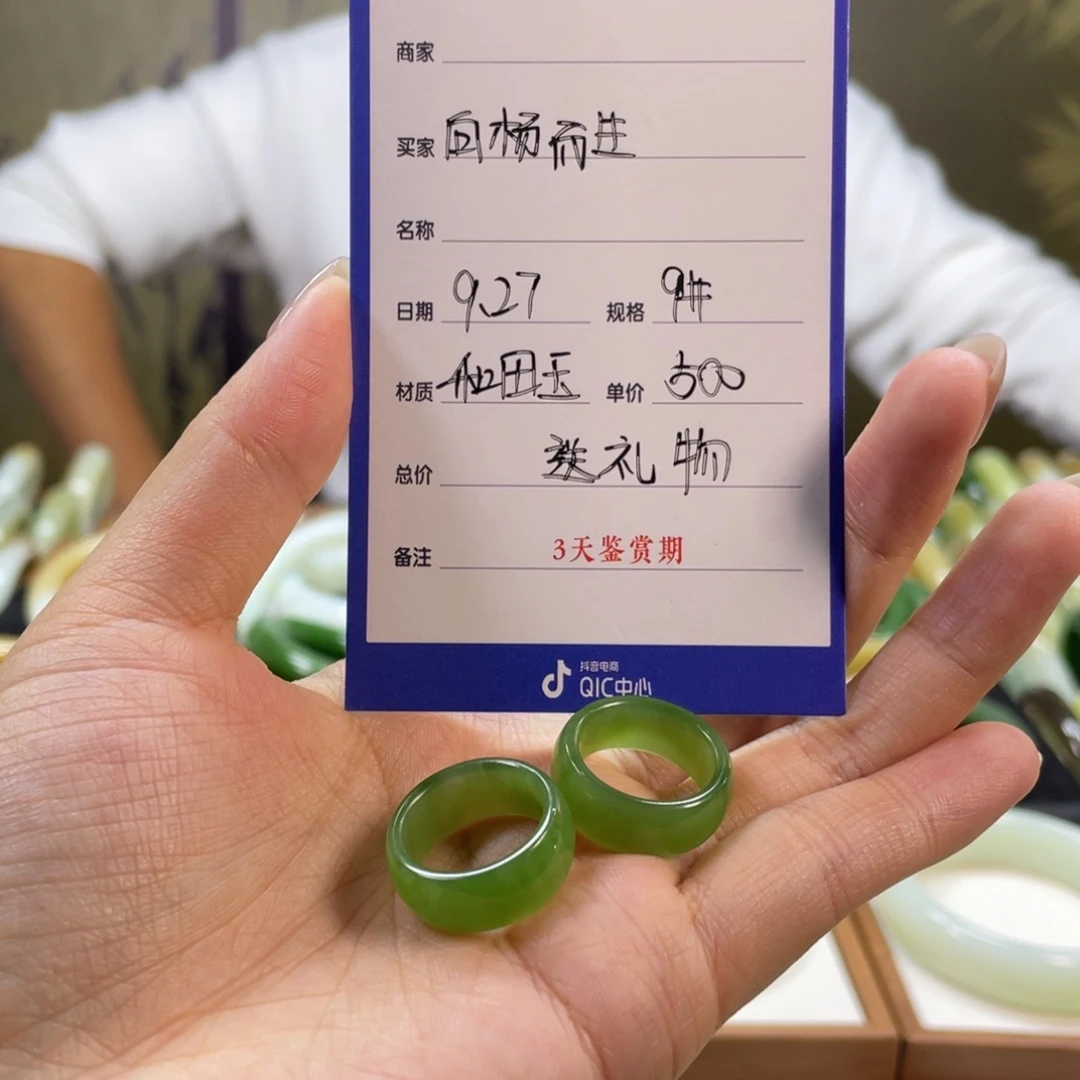 商家
买家 向杨而进
名称
日期 9.27 规格 9#
材质 和田玉 单价 500
总价 送礼物
备注 3天鉴赏期
抖音电商
QIC中心